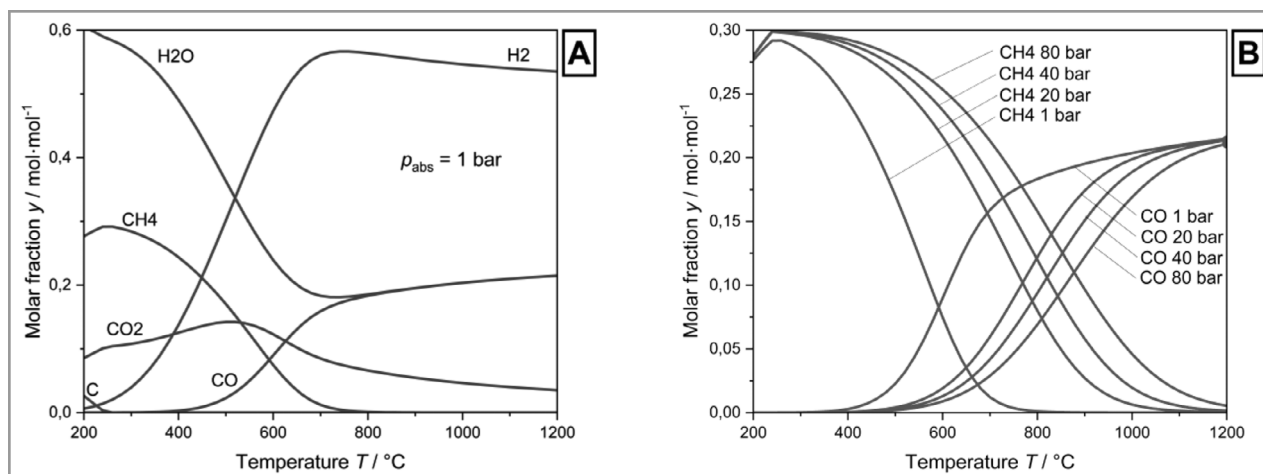 A
0,6
0,4
0,2
0,0
Molar fraction y / mol·mol⁻¹
H2O
H2
CH4
CO2
C
CO
p_abs = 1 bar
200 400 600 800 1000 1200
Temperature T / °C
B
0,30
0,25
0,20
0,15
0,10
0,05
0,00
Molar fraction y / mol·mol⁻¹
CH4 80 bar
CH4 40 bar
CH4 20 bar
CH4 1 bar
CO 1 bar
CO 20 bar
CO 40 bar
CO 80 bar
200 400 600 800 1000 1200
Temperature T / °C